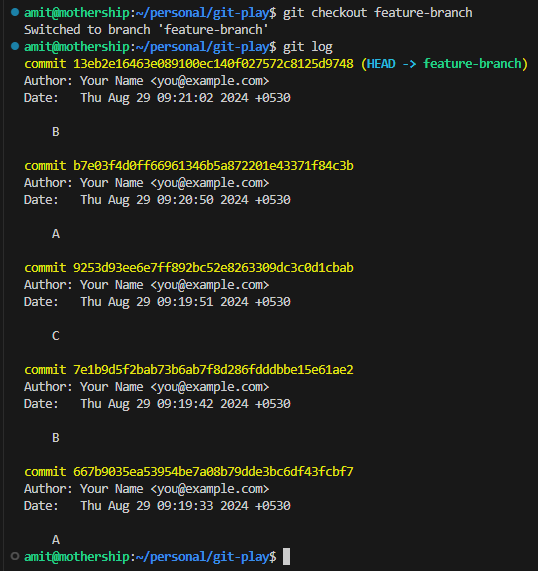 amit@mothership:~/personal/git-play$ git checkout feature-branch
Switched to branch 'feature-branch'
amit@mothership:~/personal/git-play$ git log
commit 13eb2e16463e089100ec140f027572c8125d9748 (HEAD -> feature-branch)
Author: Your Name <you@example.com>
Date:   Thu Aug 29 09:21:02 2024 +0530
B
commit b7e03f4d0ff66961346b5a872201e43371f84c3b
Author: Your Name <you@example.com>
Date:   Thu Aug 29 09:20:50 2024 +0530
A
commit 9253d93ee6e7ff892bc52e8263309dc3c0d1cbab
Author: Your Name <you@example.com>
Date:   Thu Aug 29 09:19:51 2024 +0530
C
commit 7e1b9d5f2bab73b6ab7f8d286fdddbbe15e61ae2
Author: Your Name <you@example.com>
Date:   Thu Aug 29 09:19:42 2024 +0530
B
commit 667b9035ea53954be7a08b79dde3bc6df43fcbf7
Author: Your Name <you@example.com>
Date:   Thu Aug 29 09:19:33 2024 +0530
A
amit@mothership:~/personal/git-play$